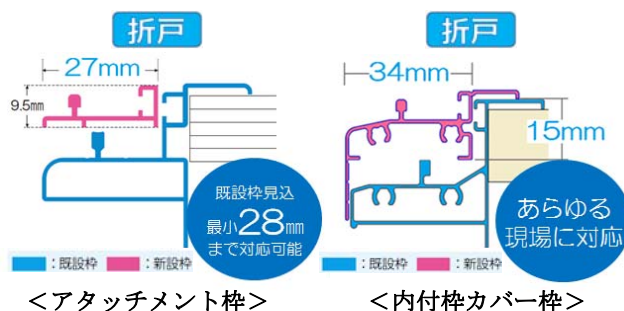 折戸
27mm
9.5mm
既設枠見込
最小28mm
まで対応可能
：既設枠 ：新設枠
＜アタッチメント枠＞
折戸
34mm
15mm
あらゆる
現場に対応
：既設枠 ：新設枠
＜内付枠カバー枠＞